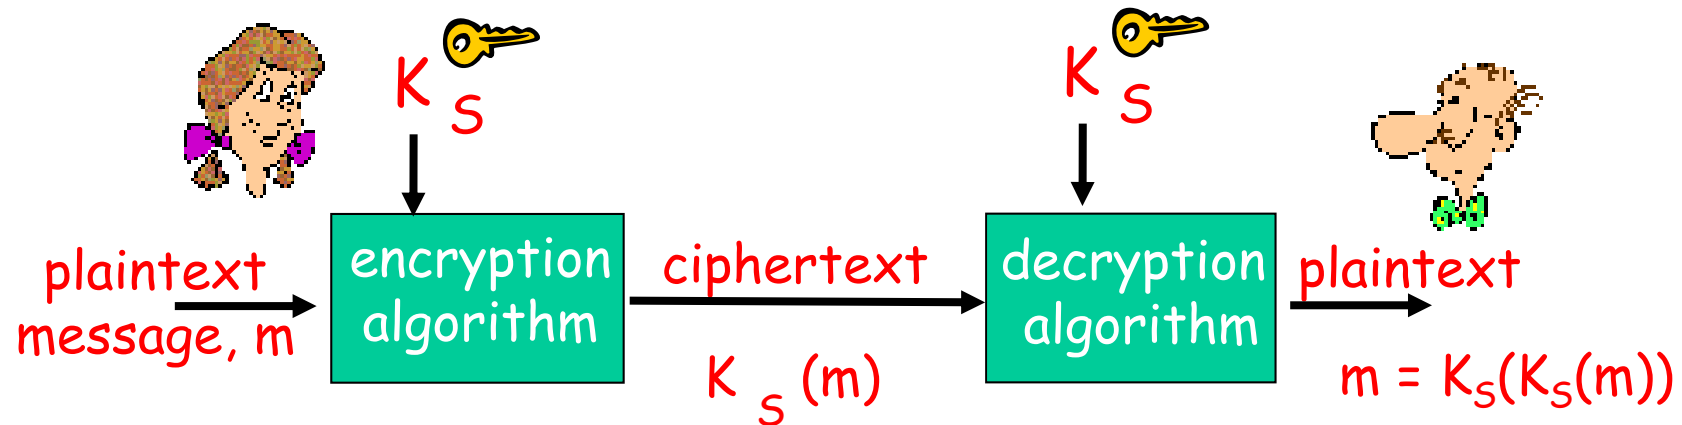 K S
K S
plaintext
message, m
encryption
algorithm
ciphertext
K S (m)
decryption
algorithm
plaintext
m = KS(KS(m))